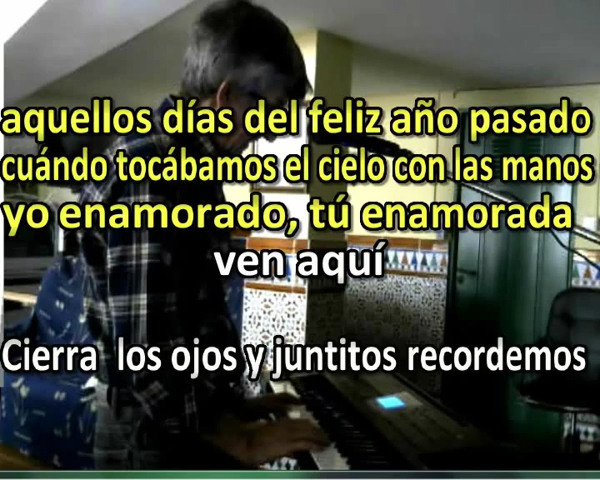 aquellos días del feliz año pasado
cuándo tocábamos el cielo con las manos
yo enamorado, tú enamorada
ven aquí
Cierra los ojos y juntitos recordemos